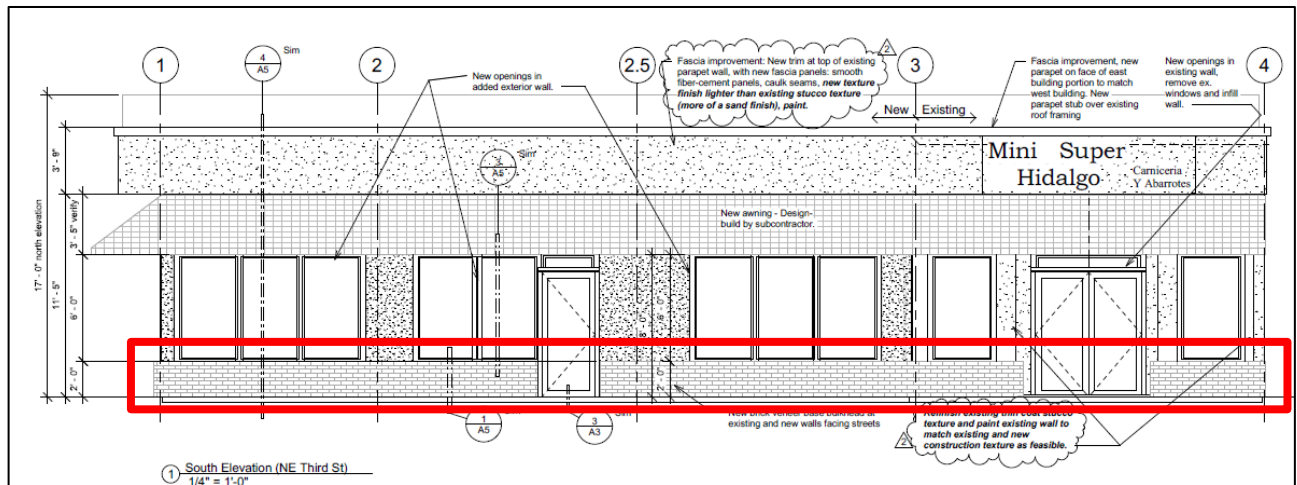 1
4
A5
Sim
2
New openings in
added exterior wall.
2.5
Fascia improvement: New trim at top of existing
parapet wall, with new fascia panels: smooth
fiber-cement panels, caulk seams, new texture
finish lighter than existing stucco texture
(more of a sand finish), paint.
2
3
New
Existing
Fascia improvement, new
parapet on face of east
building portion to match
west building. New
parapet stub over existing
roof framing
New openings in
existing wall,
remove ex.
windows and infill
wall.
4
17' - 0" north elevation
11' - 5"
3' - 9"
3' - 5" verify
6' - 0"
2' - 0"
A5
Sim
Mini Super
Hidalgo
Carniceria
Y Abarrotes
New awning - Design-
build by subcontractor.
6' - 0"
2' - 0"
1
A5
3
A3
Sim
New brick veneer base bulkhead at
existing and new walls facing streets
2
Refinish existing thin coat stucco
texture and paint existing wall to
match existing and new
construction texture as feasible.
1
South Elevation (NE Third St)
1/4" = 1'-0"